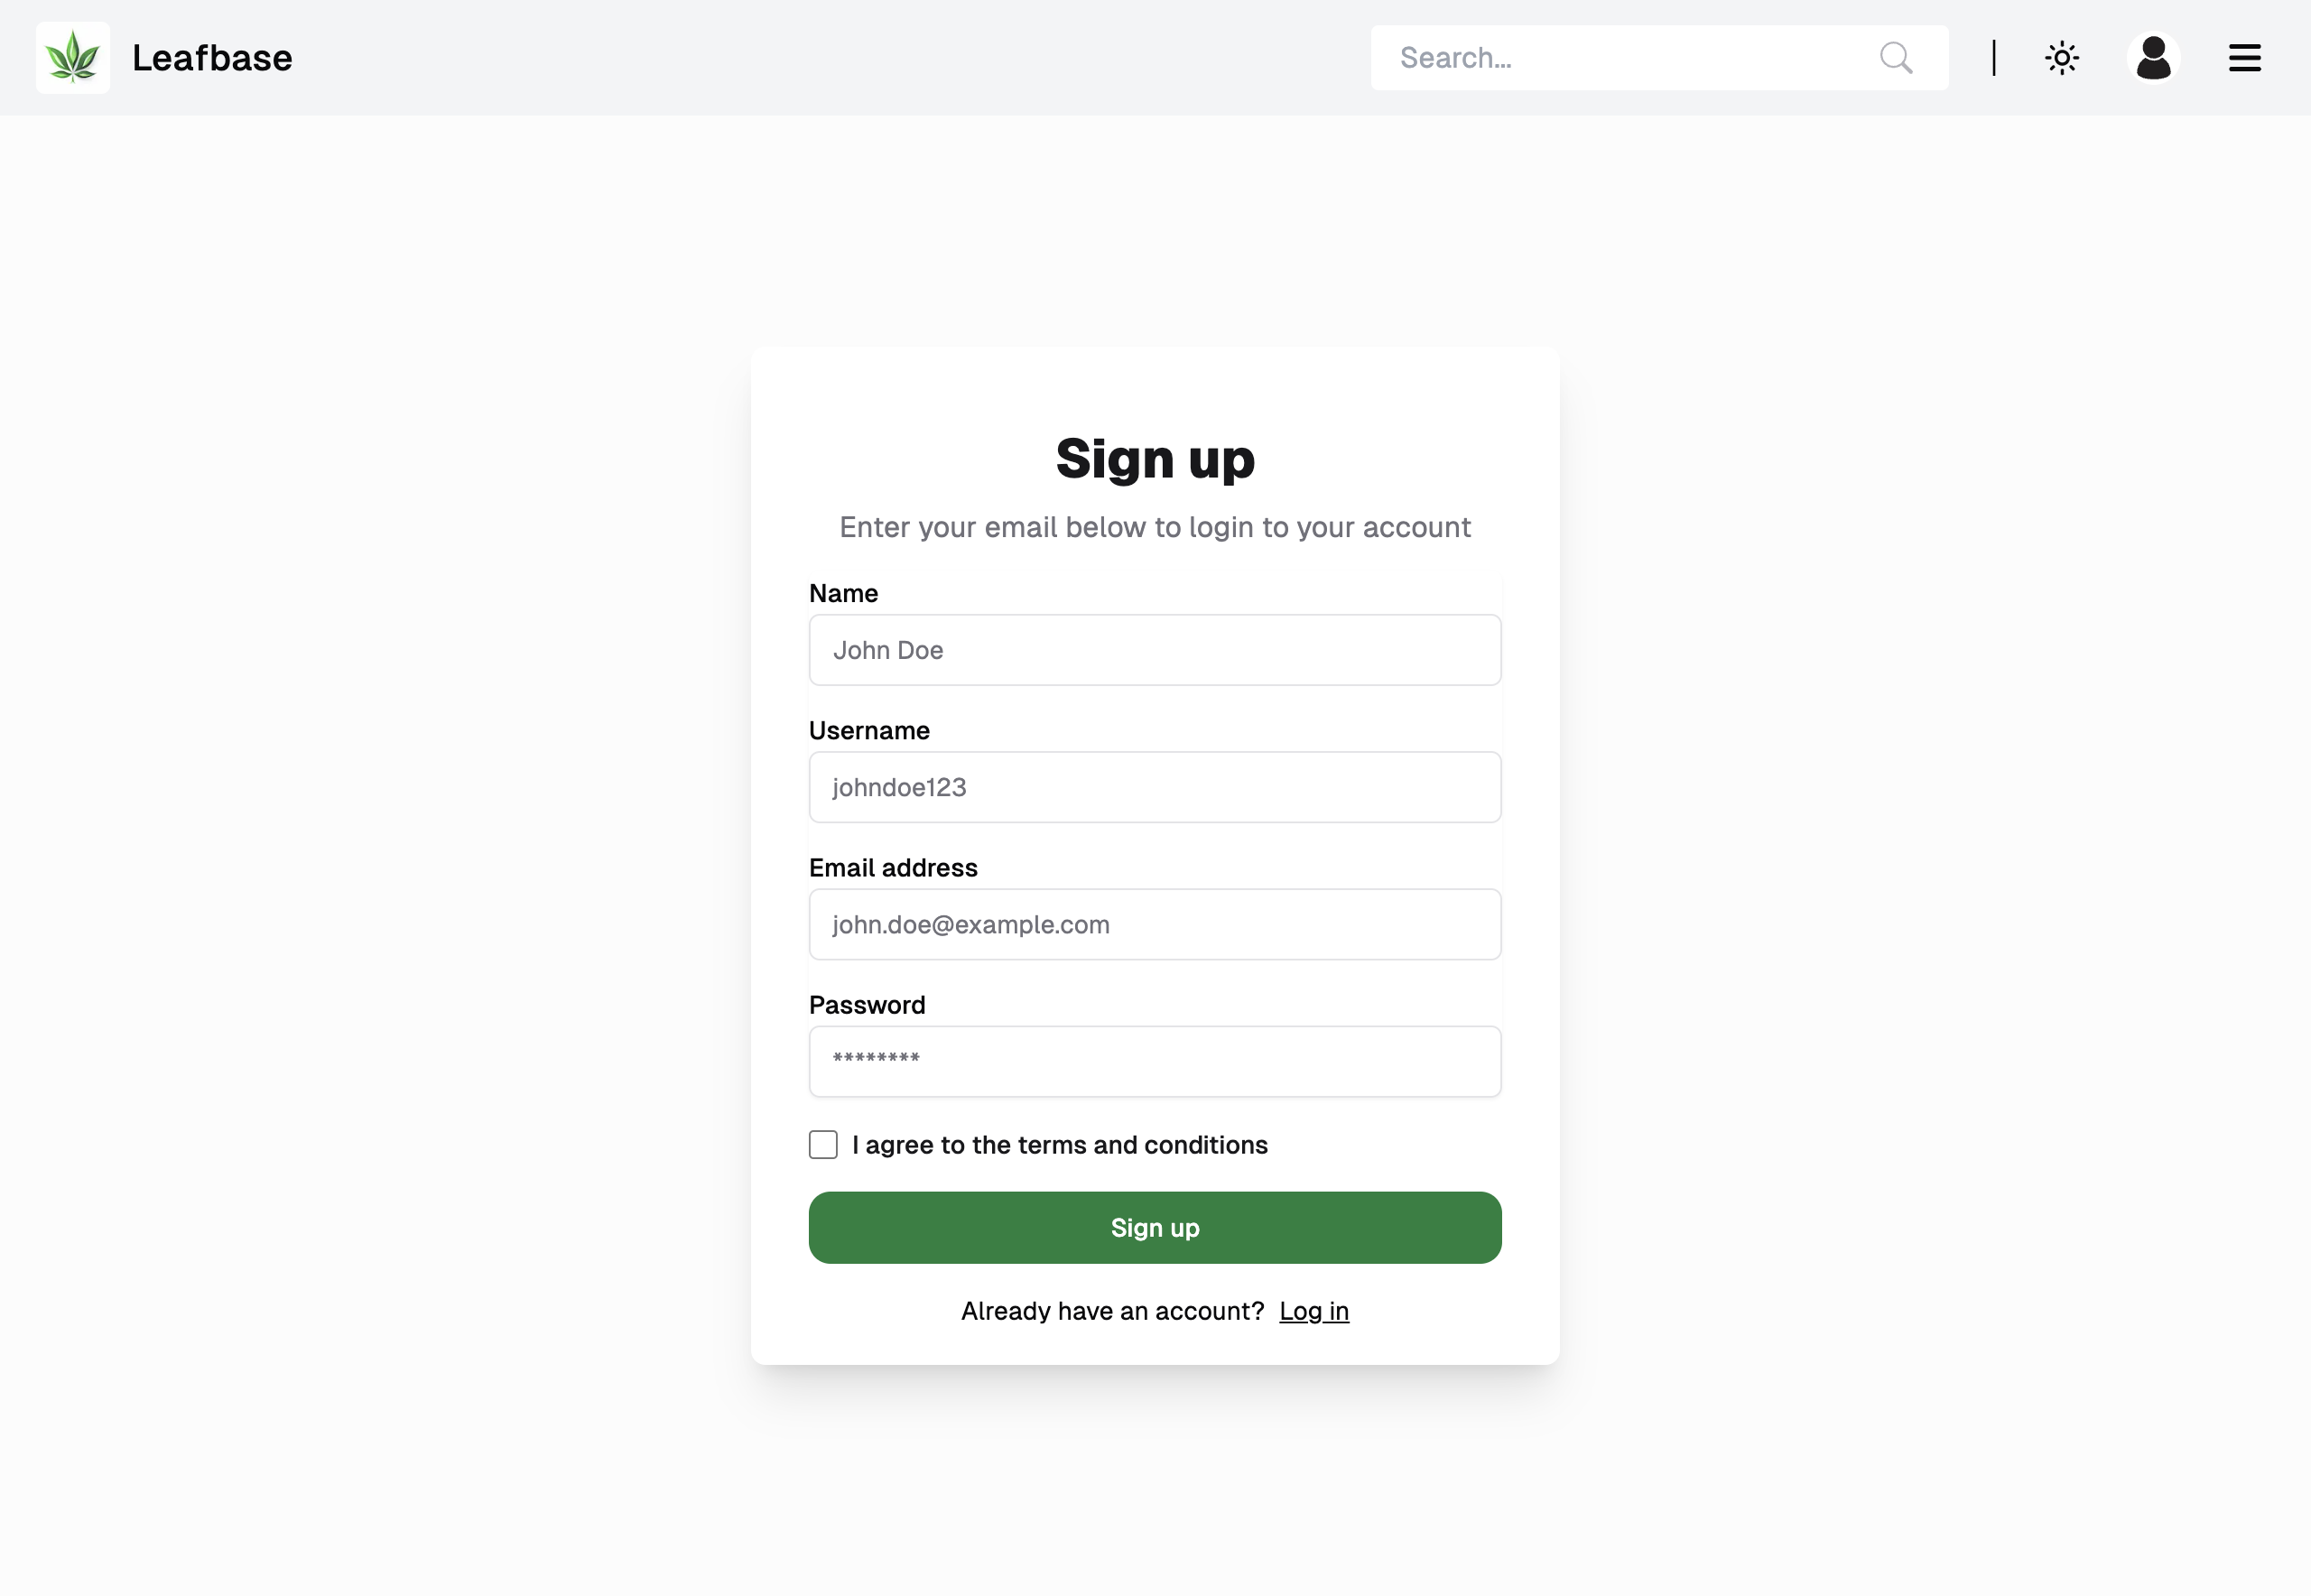 Leafbase
Search...
Sign up
Enter your email below to login to your account
Name
John Doe
Username
johndoe123
Email address
john.doe@example.com
Password
********
I agree to the terms and conditions
Sign up
Already have an account? Log in